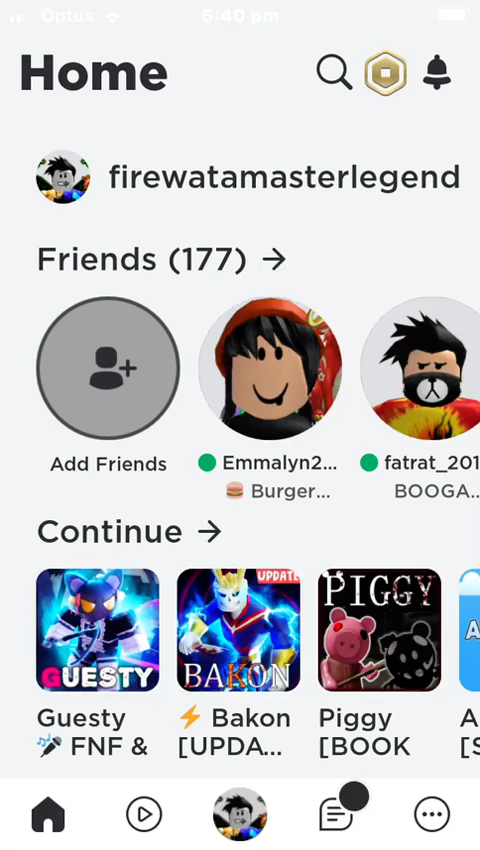 Optus 5:40 pm
Home
firewatamasterlegend
Friends (177) →
Add Friends
Emmalyn2...
fatrat_201
🍔 Burger...
BOOGA..
Continue →
GUESTY
UPDATE
BAKON
PIGGY
A
Guesty
🎤 FNF &
⚡ Bakon
[UPDA...
Piggy
[BOOK
A
[S